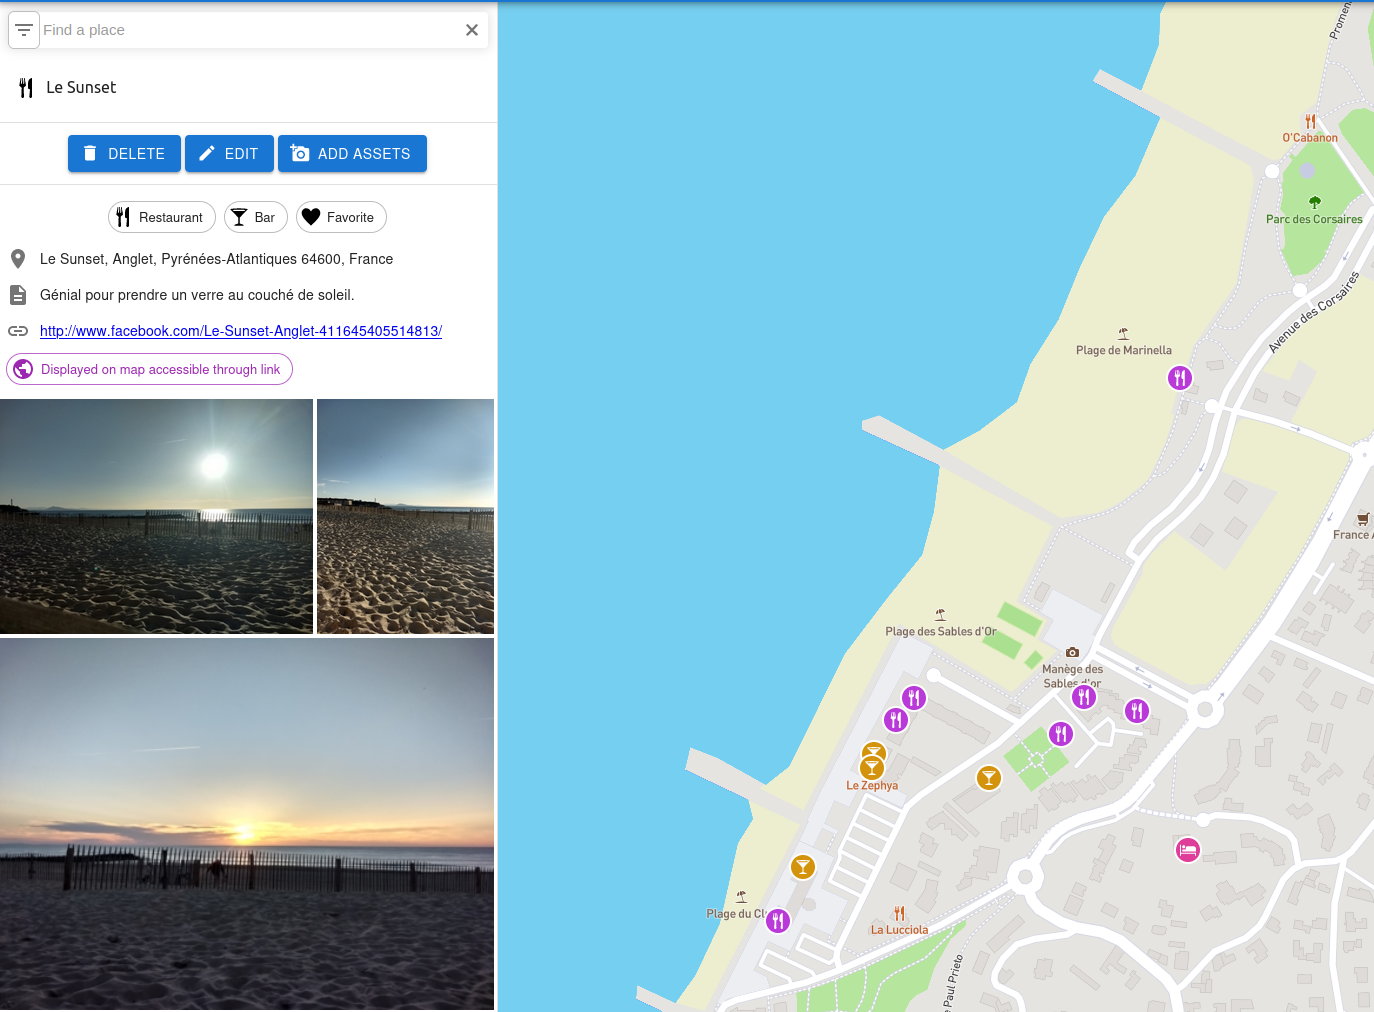 Find a place
Le Sunset
DELETE
EDIT
ADD ASSETS
Restaurant
Bar
Favorite
Le Sunset, Anglet, Pyrénées-Atlantiques 64600, France
Génial pour prendre un verre au couché de soleil.
http://www.facebook.com/Le-Sunset-Anglet-411645405514813/
Displayed on map accessible through link
Promen
O'Cabanon
Parc des Corsaires
Avenue des Corsaires
Plage de Marinella
France A
Plage des Sables d'Or
Manège des
Sables d'or
Le Zephya
Plage du Cl
La Lucciola
Paul Prieto